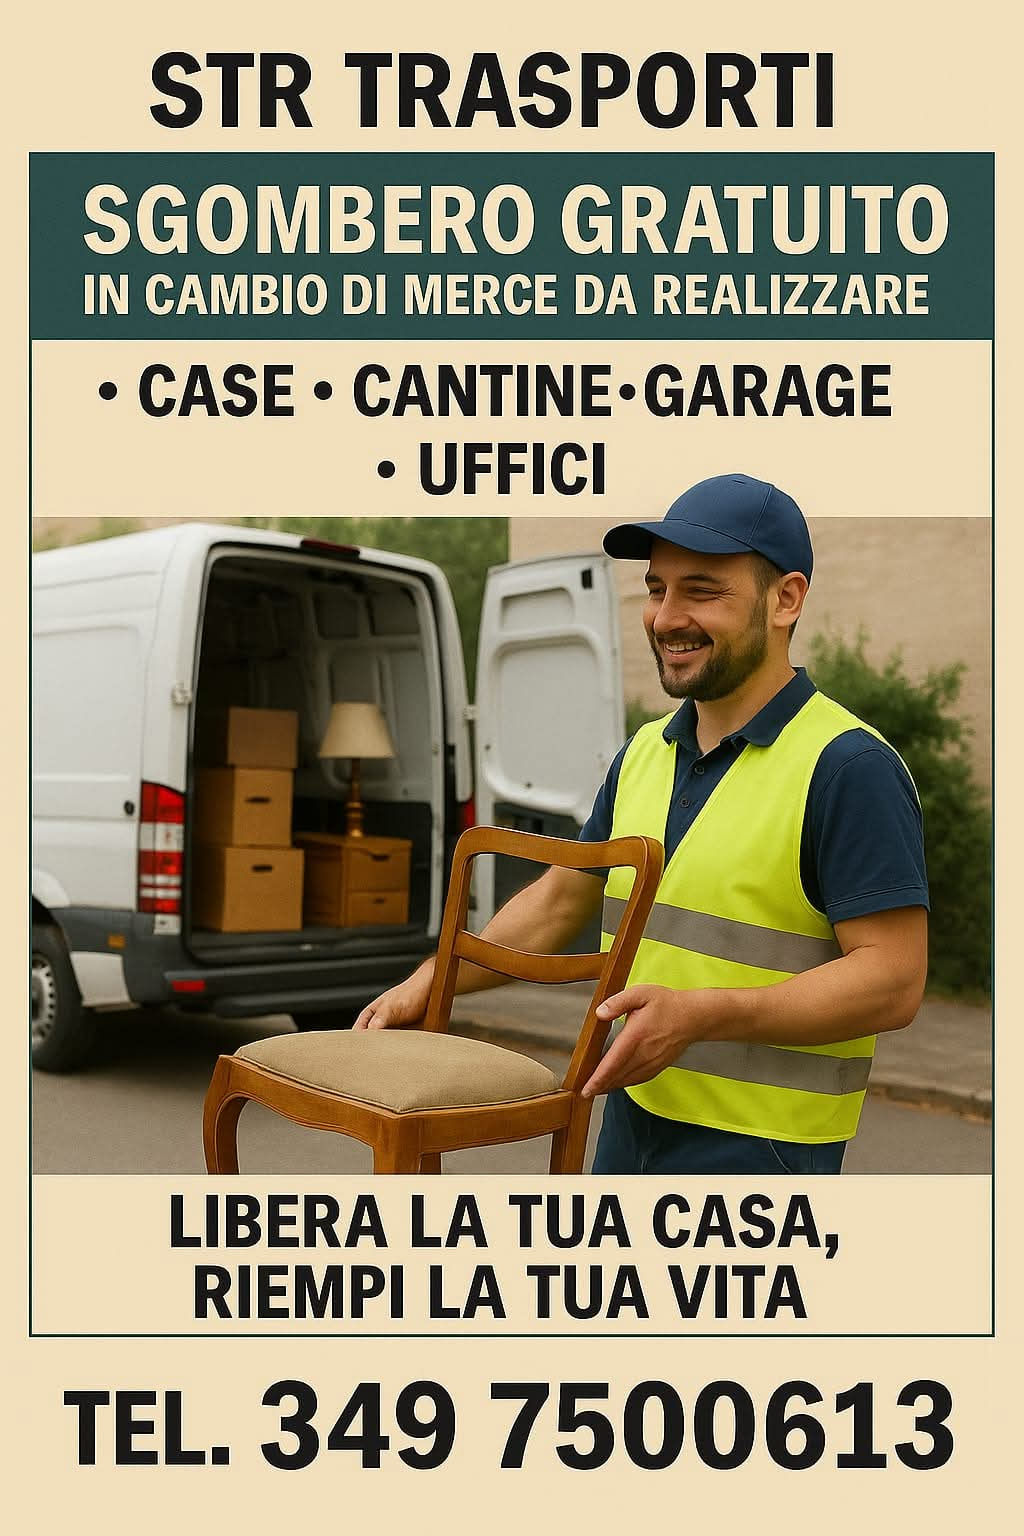 STR TRASPORTI
SGOMBERO GRATUITO
IN CAMBIO DI MERCE DA REALIZZARE
• CASE • CANTINE • GARAGE
• UFFICI
LIBERA LA TUA CASA,
RIEMPI LA TUA VITA
TEL. 349 7500613